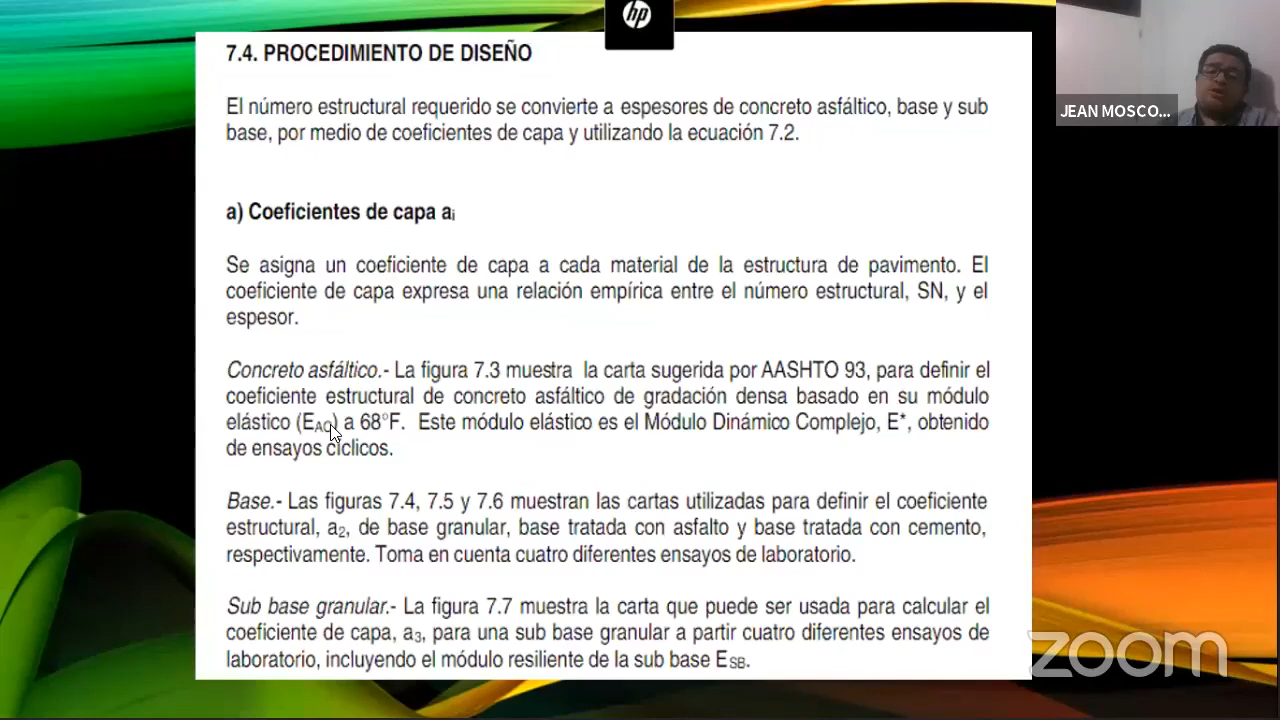 hp
7.4. PROCEDIMIENTO DE DISEÑO
JEAN MOSCO...
El número estructural requerido se convierte a espesores de concreto asfáltico, base y sub
base, por medio de coeficientes de capa y utilizando la ecuación 7.2.
a) Coeficientes de capa ai
Se asigna un coeficiente de capa a cada material de la estructura de pavimento. El
coeficiente de capa expresa una relación empírica entre el número estructural, SN, y el
espesor.
Concreto asfáltico.- La figura 7.3 muestra la carta sugerida por AASHTO 93, para definir el
coeficiente estructural de concreto asfáltico de gradación densa basado en su módulo
elástico (EAC) a 68°F. Este módulo elástico es el Módulo Dinámico Complejo, E*, obtenido
de ensayos cíclicos.
Base.- Las figuras 7.4, 7.5 y 7.6 muestran las cartas utilizadas para definir el coeficiente
estructural, a2, de base granular, base tratada con asfalto y base tratada con cemento,
respectivamente. Toma en cuenta cuatro diferentes ensayos de laboratorio.
Sub base granular.- La figura 7.7 muestra la carta que puede ser usada para calcular el
coeficiente de capa, a3, para una sub base granular a partir cuatro diferentes ensayos de
laboratorio, incluyendo el módulo resiliente de la sub base ESB.
zoom